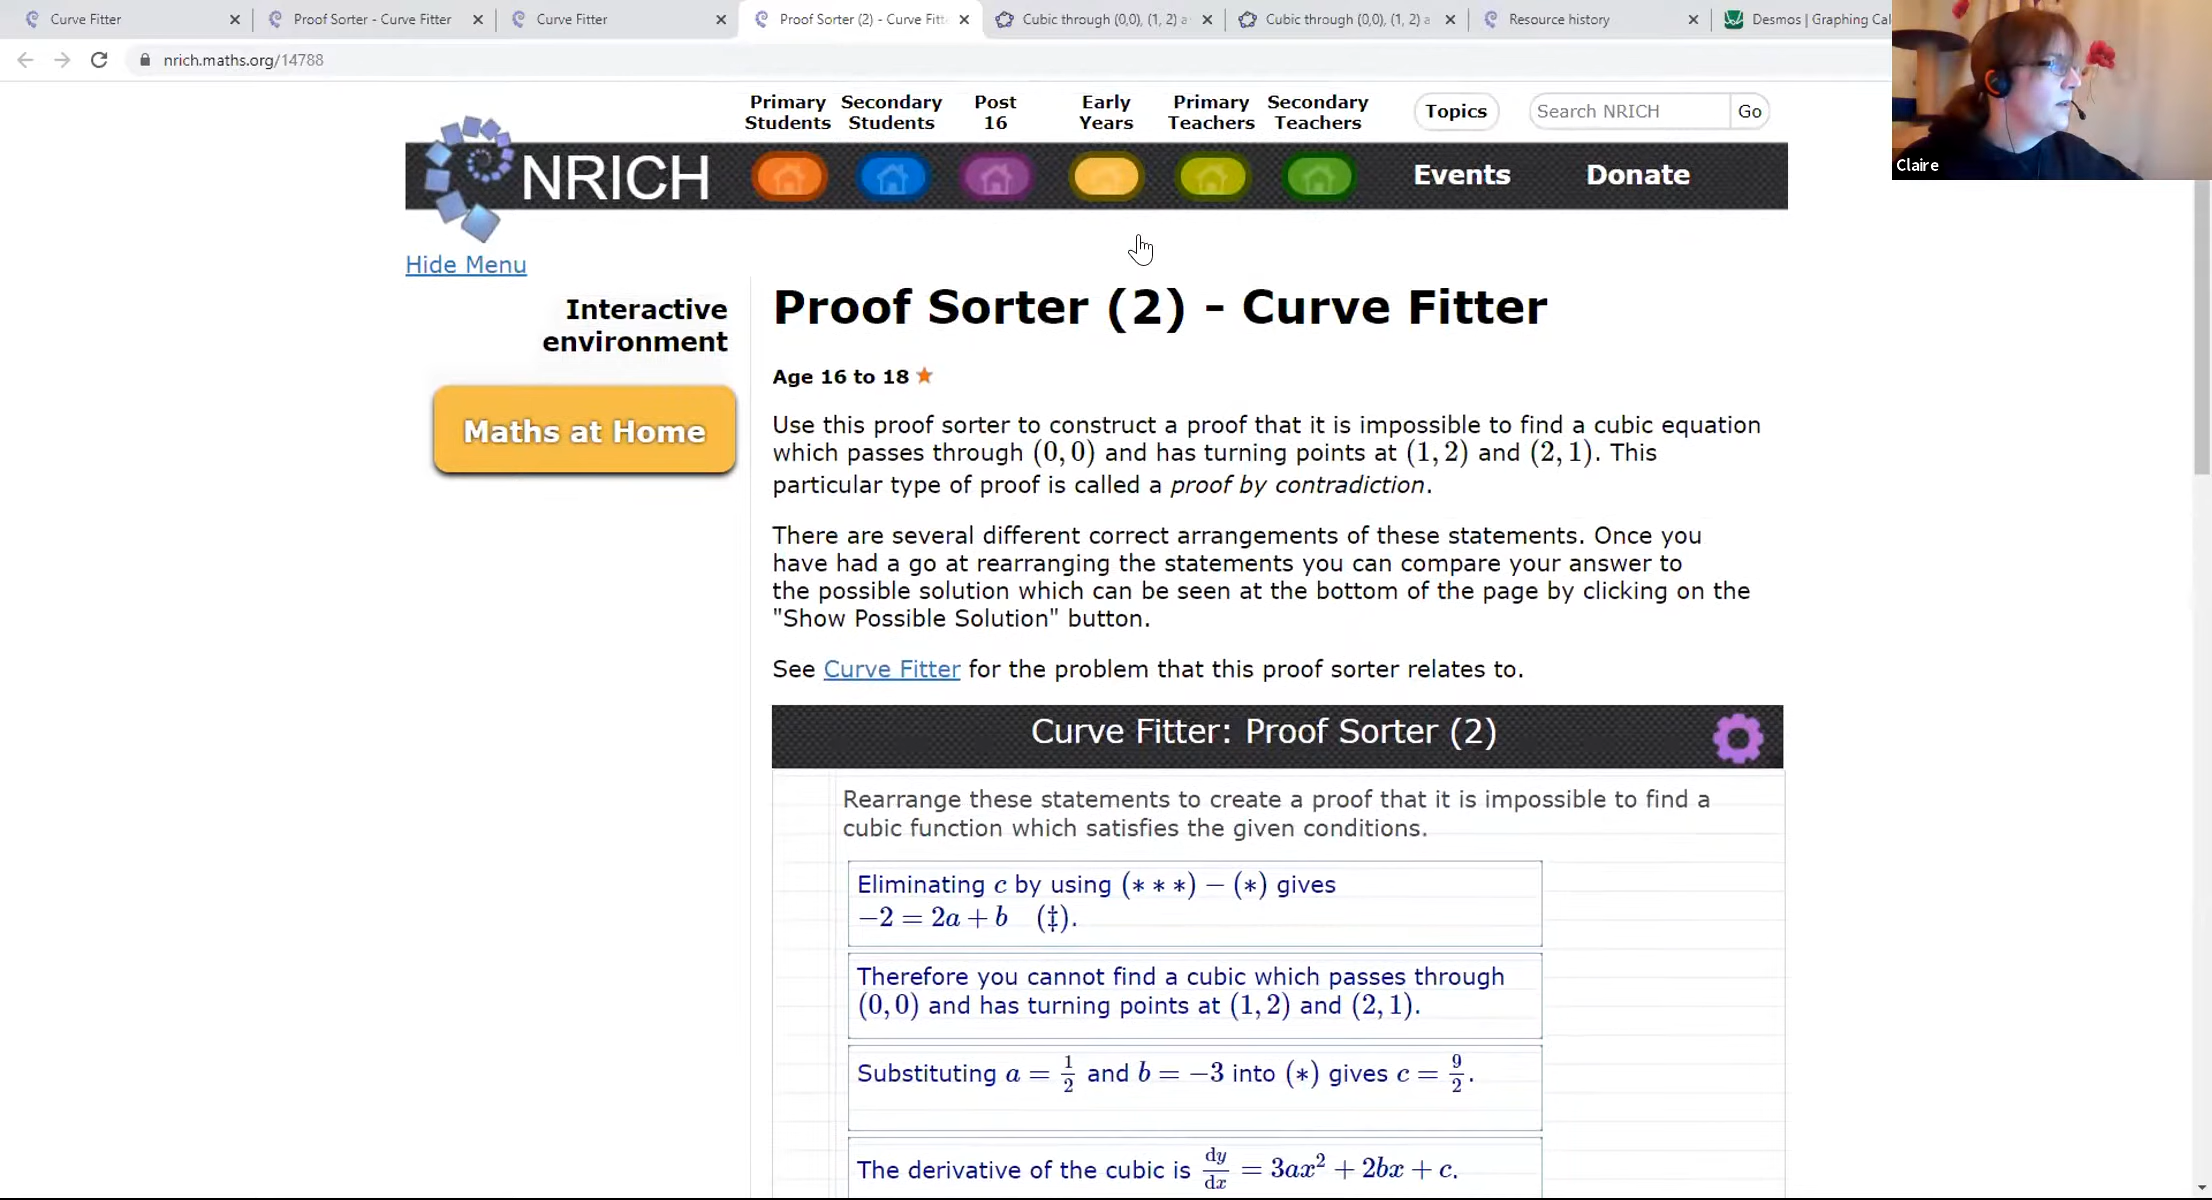 Curve Fitter
Proof Sorter - Curve Fitter
Curve Fitter
Proof Sorter (2) - Curve Fitt
Cubic through (0,0), (1, 2) a
Cubic through (0,0), (1, 2) a
Resource history
Desmos | Graphing Cal
nrich.maths.org/14788
Claire
Primary Students
Secondary Students
Post 16
Early Years
Primary Teachers
Secondary Teachers
Topics
Search NRICH
Go
NRICH
Events
Donate
Hide Menu
Interactive
environment
Maths at Home
Proof Sorter (2) - Curve Fitter
Age 16 to 18 ★
Use this proof sorter to construct a proof that it is impossible to find a cubic equation
which passes through (0, 0) and has turning points at (1, 2) and (2, 1). This
particular type of proof is called a proof by contradiction.
There are several different correct arrangements of these statements. Once you
have had a go at rearranging the statements you can compare your answer to
the possible solution which can be seen at the bottom of the page by clicking on the
"Show Possible Solution" button.
See Curve Fitter for the problem that this proof sorter relates to.
Curve Fitter: Proof Sorter (2)
Rearrange these statements to create a proof that it is impossible to find a
cubic function which satisfies the given conditions.
Eliminating c by using (∗ ∗ ∗) − (∗) gives
−2 = 2a + b (‡).
Therefore you cannot find a cubic which passes through
(0, 0) and has turning points at (1, 2) and (2, 1).
Substituting a = 1/2 and b = −3 into (∗) gives c = 9/2.
The derivative of the cubic is dy/dx = 3ax² + 2bx + c.